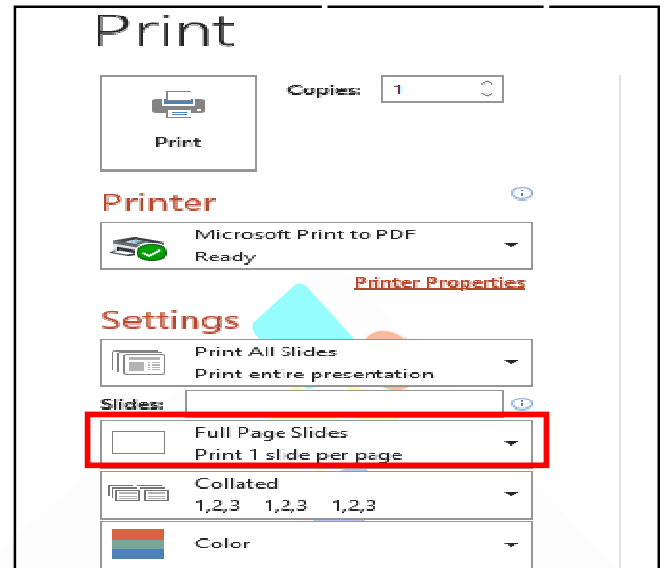 Print
Copies: 1
Print
Printer
Microsoft Print to PDF
Ready
Printer Properties
Settings
Print All Slides
Print entire presentation
Slides:
Full Page Slides
Print 1 slide per page
Collated
1,2,3 1,2,3 1,2,3
Color